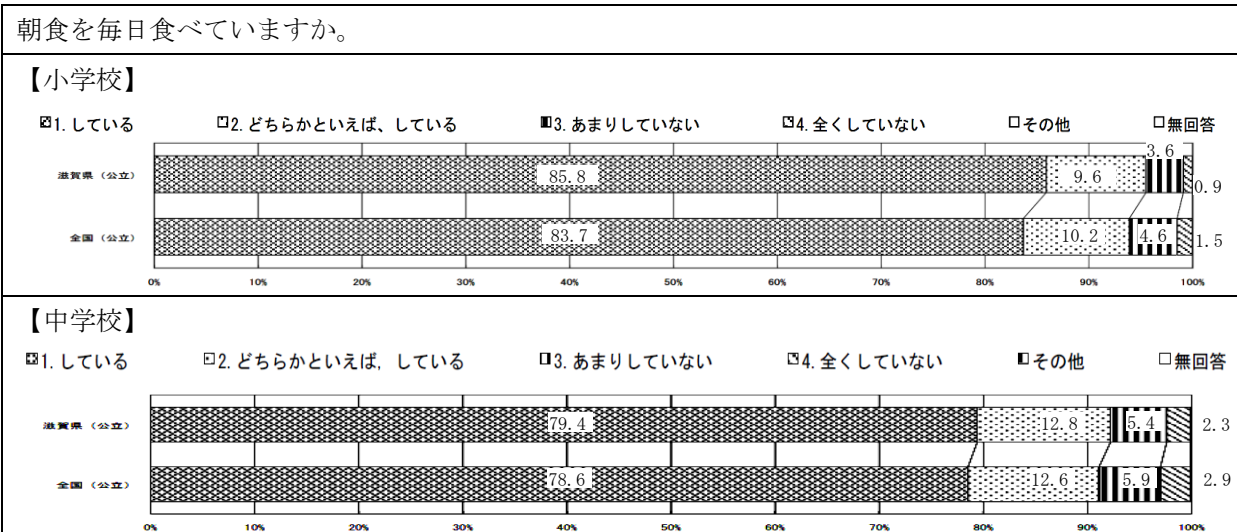 朝食を毎日食べていますか。
【小学校】
1. している 2. どちらかといえば、している 3. あまりしていない 4. 全くしていない その他 無回答
滋賀県（公立） 85.8 9.6 3.6 0.9
全国（公立） 83.7 10.2 4.6 1.5
0% 10% 20% 30% 40% 50% 60% 70% 80% 90% 100%
【中学校】
1. している 2. どちらかといえば，している 3. あまりしていない 4. 全くしていない その他 無回答
滋賀県（公立） 79.4 12.8 5.4 2.3
全国（公立） 78.6 12.6 5.9 2.9
0% 10% 20% 30% 40% 50% 60% 70% 80% 90% 100%